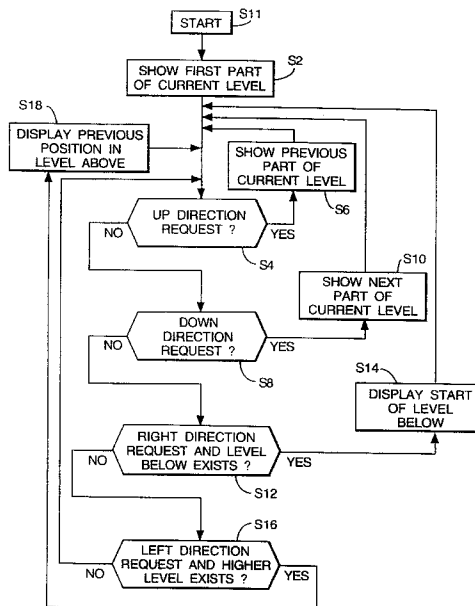 S11
START
S2
SHOW FIRST PART
OF CURRENT LEVEL
S18
DISPLAY PREVIOUS
POSITION IN
LEVEL ABOVE
SHOW PREVIOUS
PART OF
CURRENT LEVEL
S6
NO
UP DIRECTION
REQUEST ?
YES
S4
S10
SHOW NEXT
PART OF
CURRENT LEVEL
NO
DOWN
DIRECTION
REQUEST ?
YES
S8
S14
DISPLAY START
OF LEVEL
BELOW
NO
RIGHT DIRECTION
REQUEST AND LEVEL
BELOW EXISTS ?
YES
S12
S16
NO
LEFT DIRECTION
REQUEST AND HIGHER
LEVEL EXISTS ?
YES